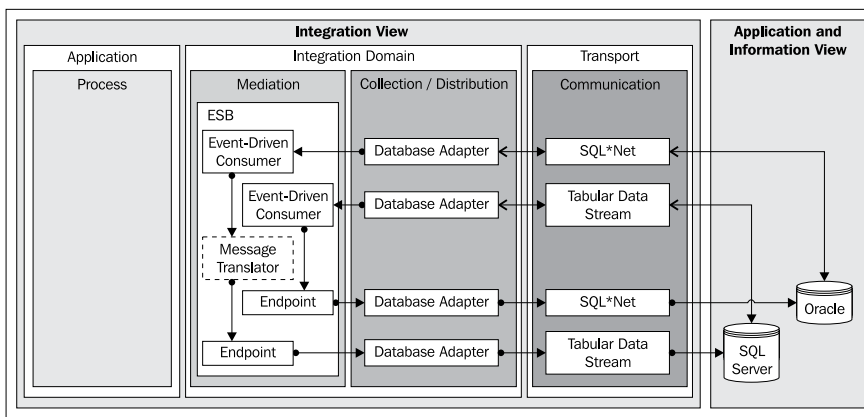 Integration View
Application and
Information View
Application
Integration Domain
Transport
Process
Mediation
Collection / Distribution
Communication
ESB
Event-Driven
Consumer
Database Adapter
SQL*Net
Event-Driven
Consumer
Database Adapter
Tabular Data
Stream
Message
Translator
Endpoint
Database Adapter
SQL*Net
Oracle
Endpoint
Database Adapter
Tabular Data
Stream
SQL
Server